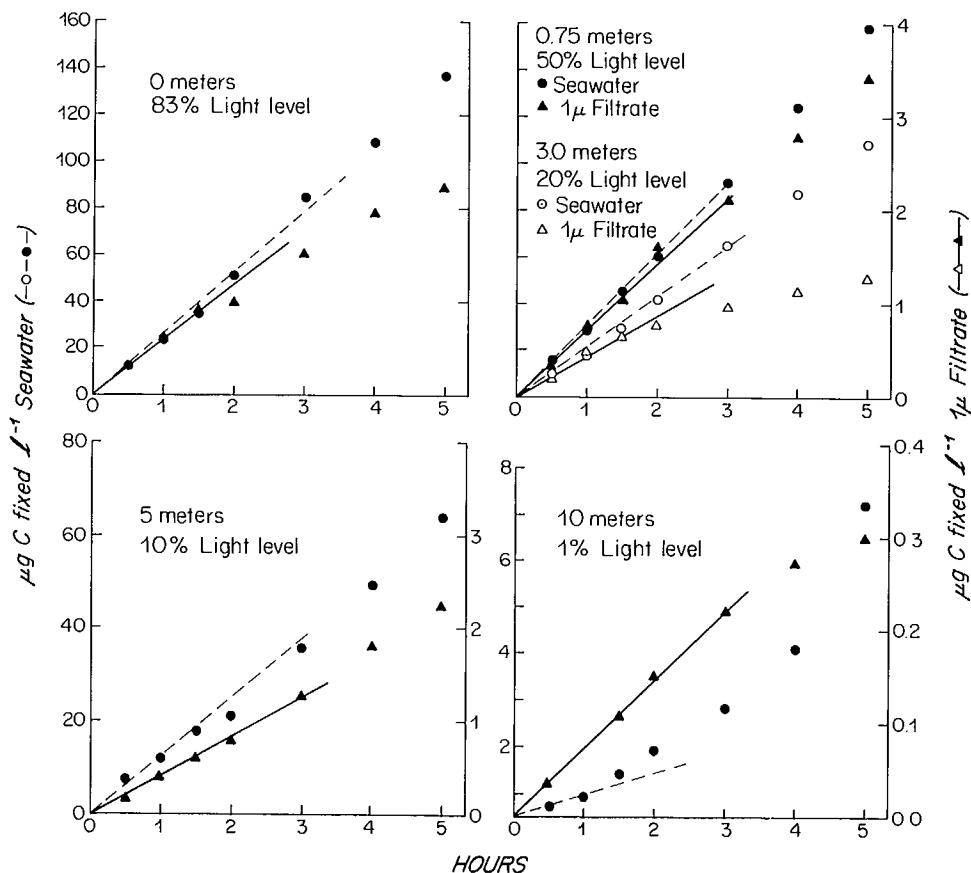 160
140
120
100
80
60
40
20
0
0 meters
83% Light level
0 1 2 3 4 5
0.75 meters
50% Light level
● Seawater
▲ 1μ Filtrate
3.0 meters
20% Light level
○ Seawater
△ 1μ Filtrate
4
3
2
1
0
0 1 2 3 4 5
μg C fixed ℓ⁻¹ Seawater (–○–●–)
μg C fixed ℓ⁻¹ 1μ Filtrate (–△–▲–)
80
60
40
20
0
5 meters
10% Light level
3
2
1
0
0 1 2 3 4 5
8
6
4
2
10 meters
1% Light level
0.4
0.3
0.2
0.1
0.0
0 1 2 3 4 5
HOURS